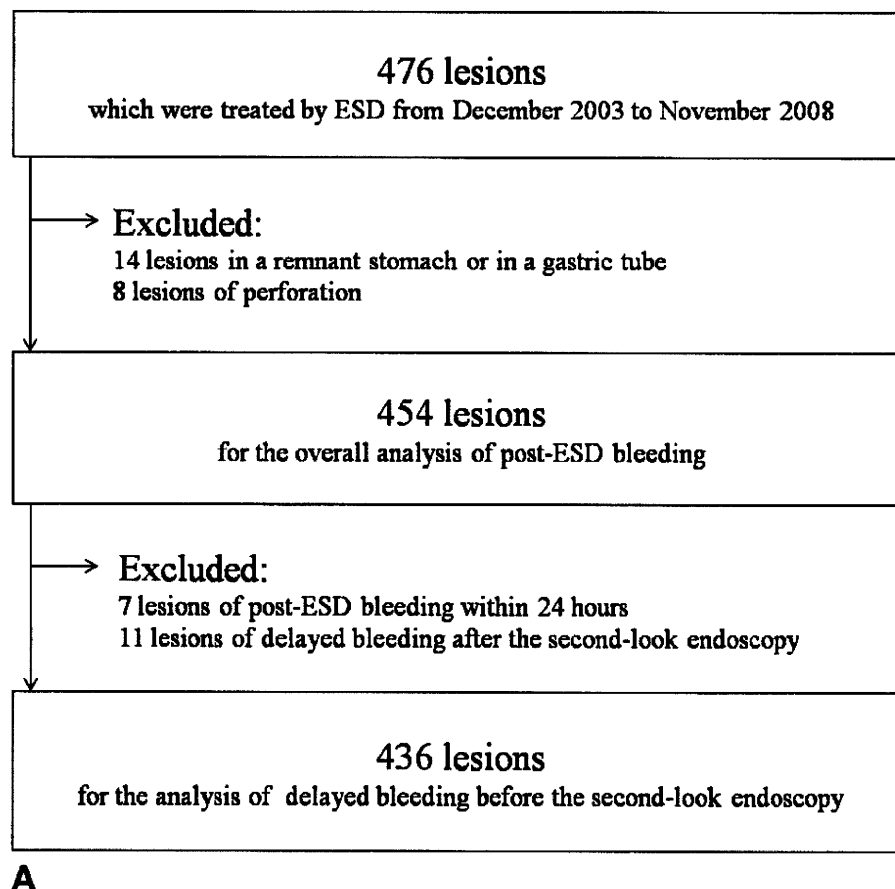 476 lesions
which were treated by ESD from December 2003 to November 2008
Excluded:
14 lesions in a remnant stomach or in a gastric tube
8 lesions of perforation
454 lesions
for the overall analysis of post-ESD bleeding
Excluded:
7 lesions of post-ESD bleeding within 24 hours
11 lesions of delayed bleeding after the second-look endoscopy
436 lesions
for the analysis of delayed bleeding before the second-look endoscopy
A